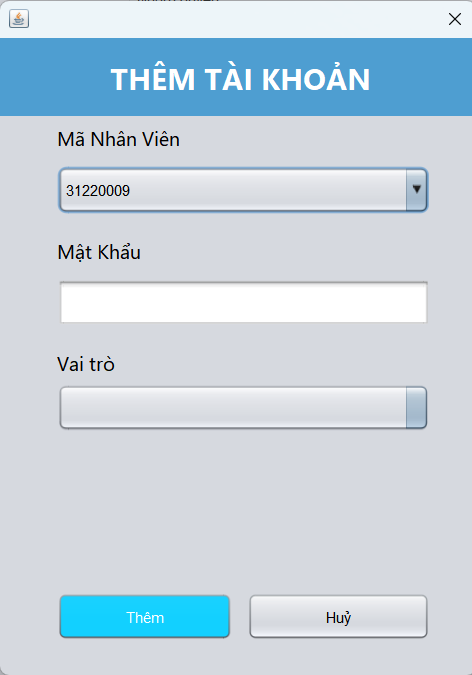 THÊM TÀI KHOẢN
Mã Nhân Viên
31220009
Mật Khẩu
Vai trò
Thêm
Huỷ